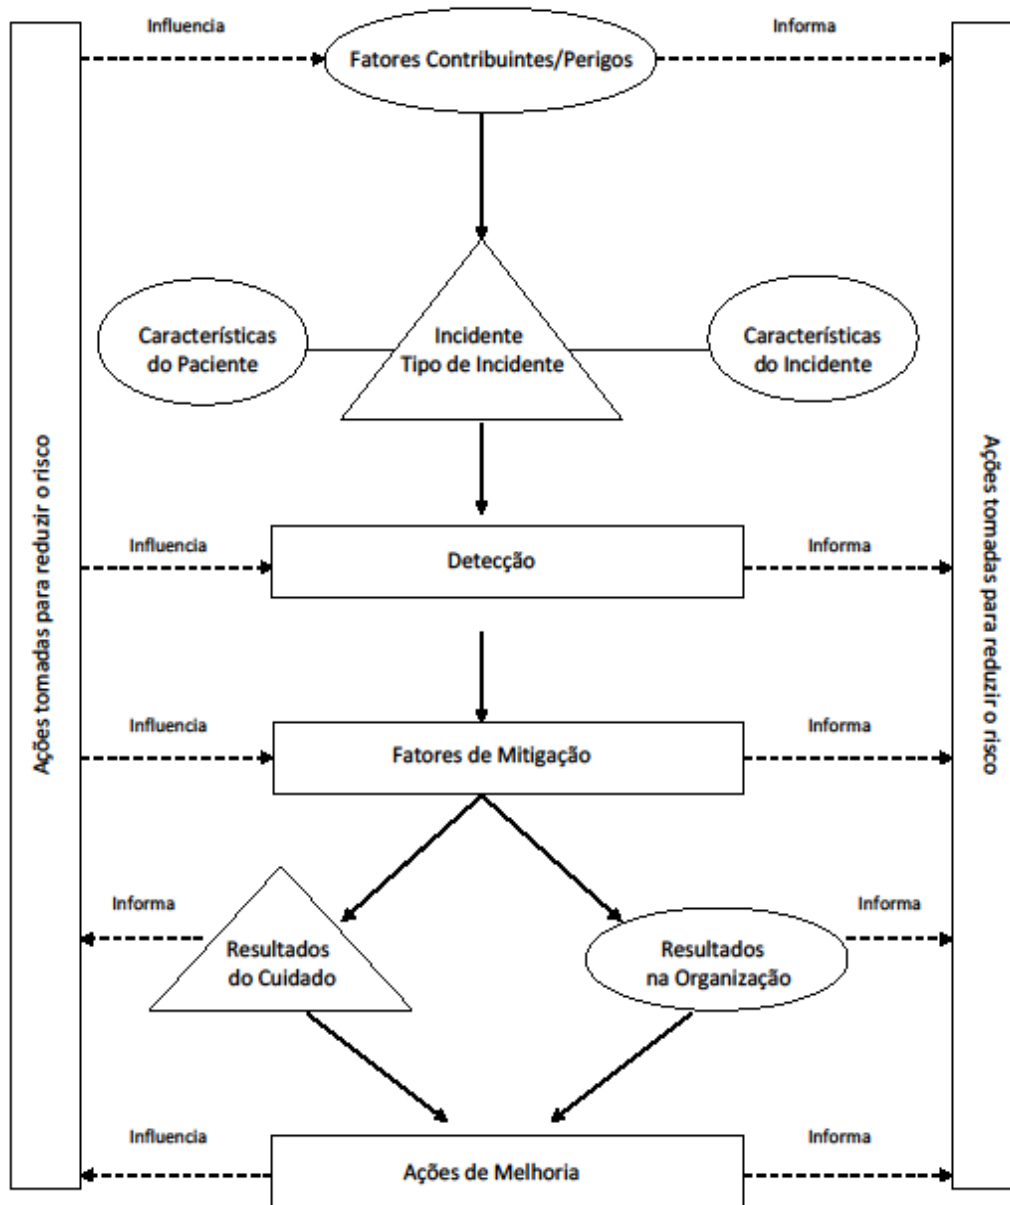 Influencia
Informa
Fatores Contribuintes/Perigos
Características
do Paciente
Incidente
Tipo de Incidente
Características
do Incidente
Ações tomadas para reduzir o risco
Ações tomadas para reduzir o risco
Influencia
Detecção
Informa
Influencia
Fatores de Mitigação
Informa
Informa
Resultados
do Cuidado
Resultados
na Organização
Informa
Influencia
Ações de Melhoria
Informa